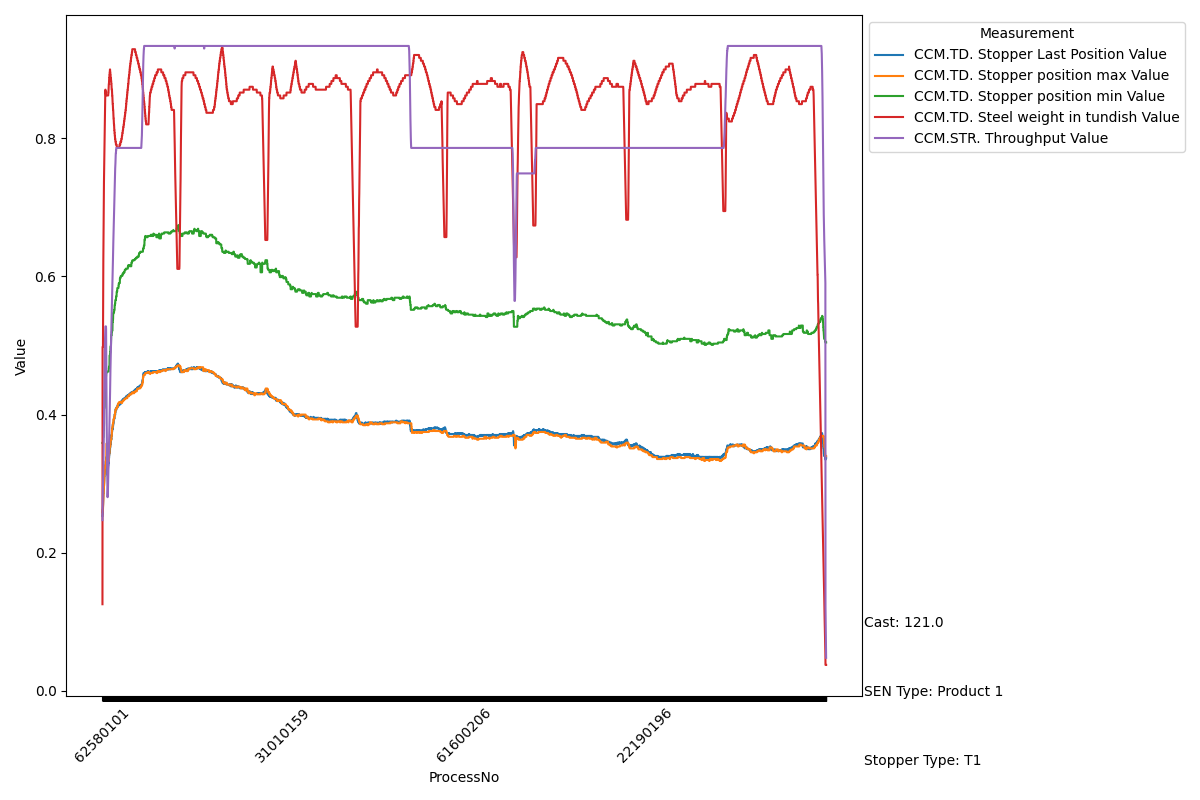 Measurement
CCM.TD. Stopper Last Position Value
CCM.TD. Stopper position max Value
CCM.TD. Stopper position min Value
CCM.TD. Steel weight in tundish Value
CCM.STR. Throughput Value
0.8
0.6
0.4
0.2
0.0
Value
62580101
31010159
61600206
22190196
ProcessNo
Cast: 121.0
SEN Type: Product 1
Stopper Type: T1